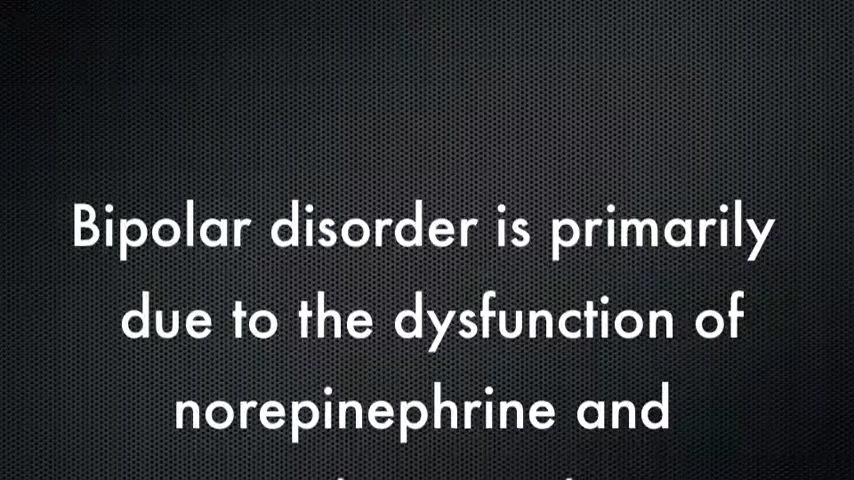 Bipolar disorder is primarily
due to the dysfunction of
norepinephrine and